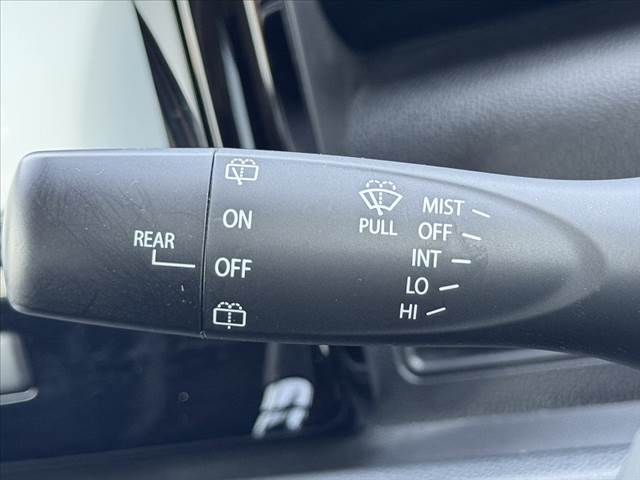 REAR
ON
OFF
PULL
MIST
OFF
INT
LO
HI